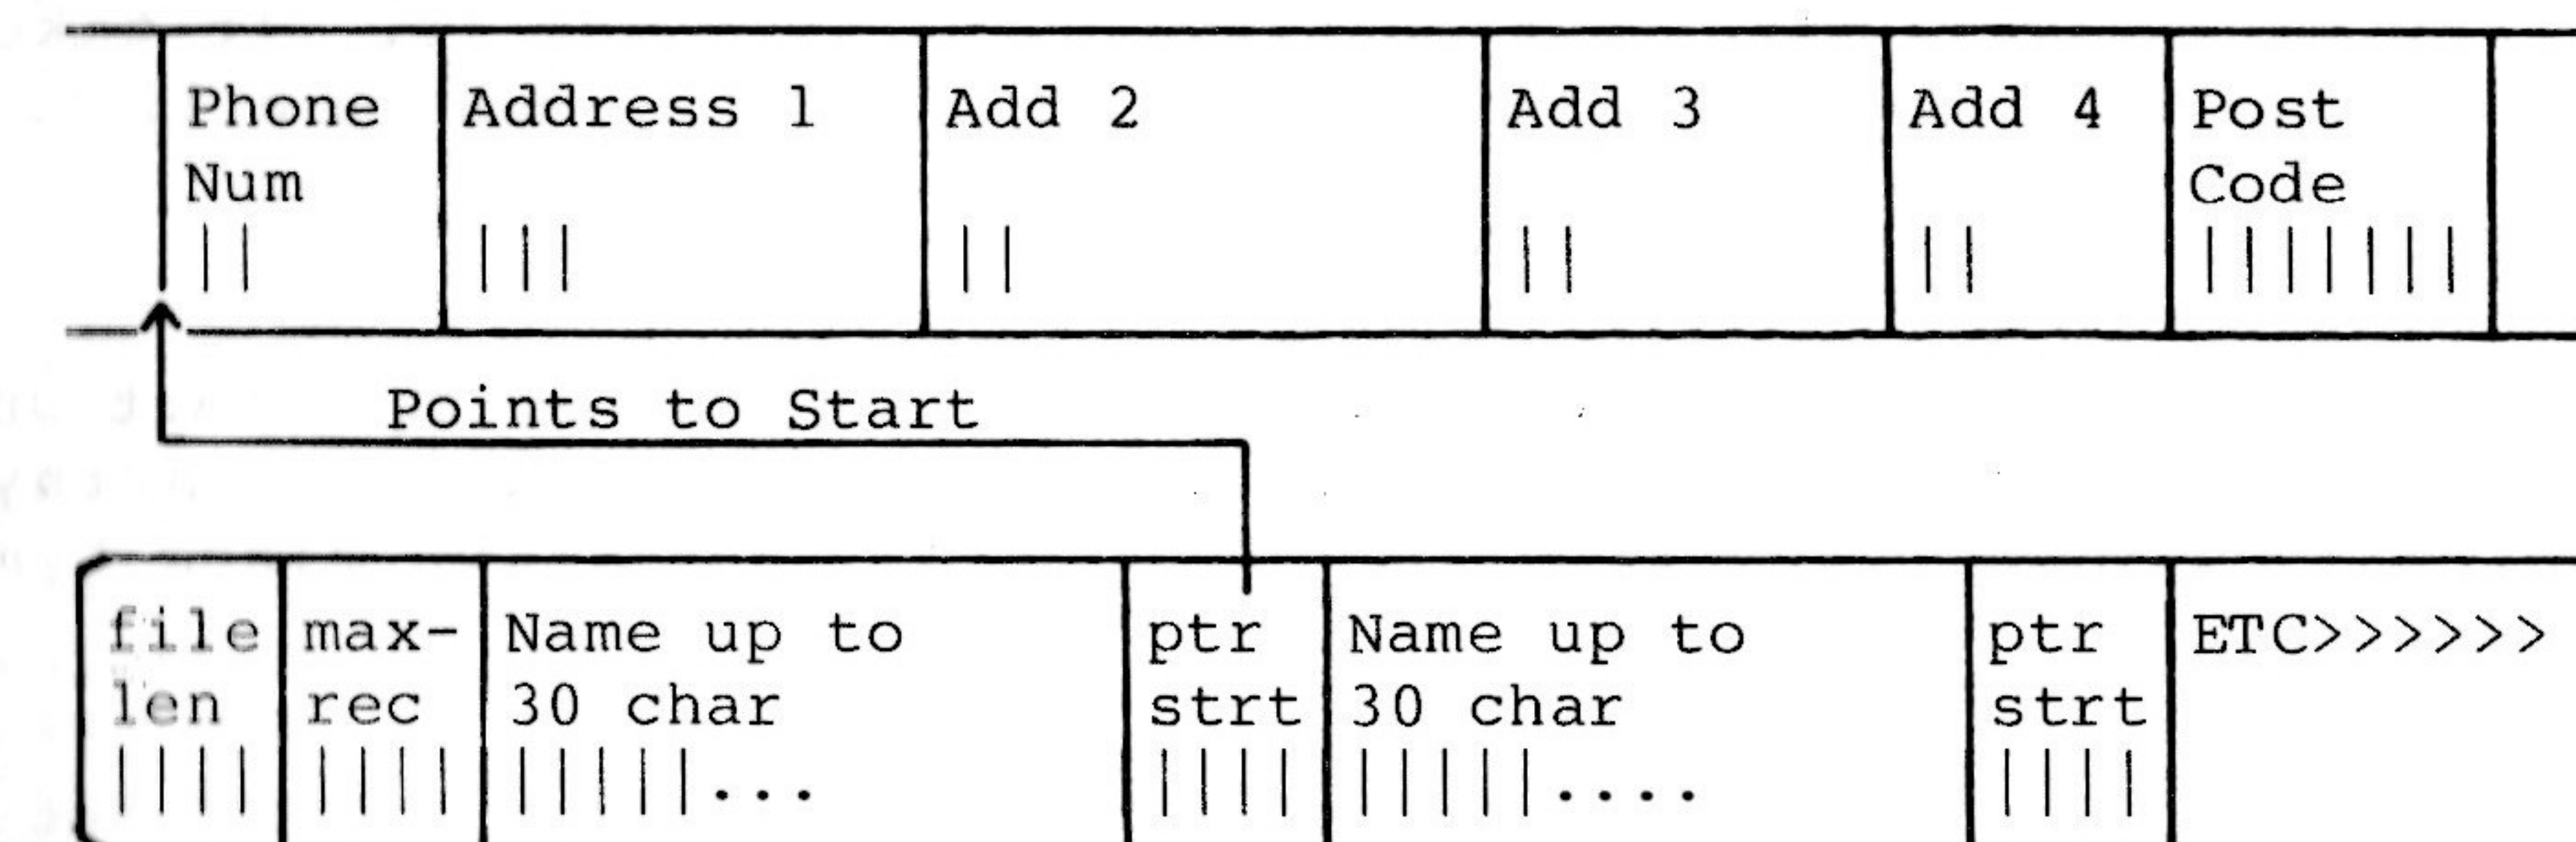 Phone Address 1 Add 2 Add 3 Add 4 Post
Num Code
|| ||| || || || |||||||
Points to Start
file max- Name up to ptr Name up to ptr ETC>>>>>>
len rec 30 char strt 30 char strt
|||| |||| |||||... |||| |||||.... ||||